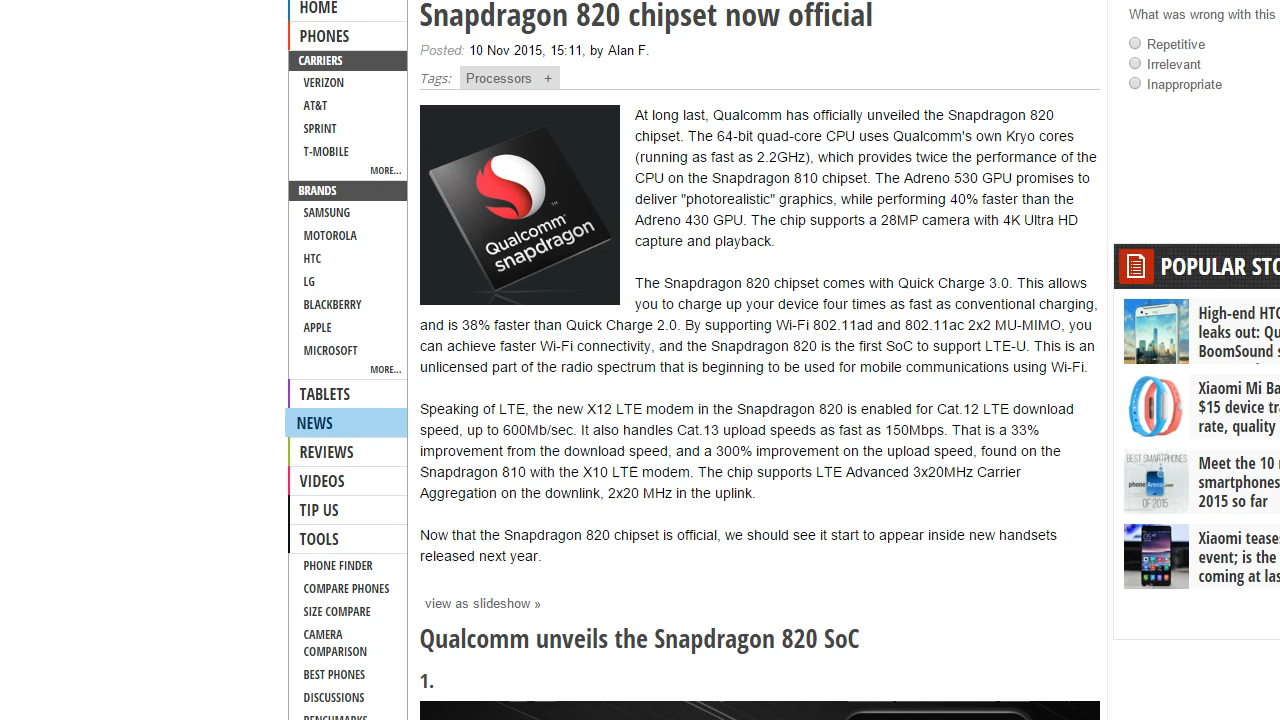 HOME
PHONES
CARRIERS
VERIZON
AT&T
SPRINT
T-MOBILE
MORE...
BRANDS
SAMSUNG
MOTOROLA
HTC
LG
BLACKBERRY
APPLE
MICROSOFT
MORE...
TABLETS
NEWS
REVIEWS
VIDEOS
TIP US
TOOLS
PHONE FINDER
COMPARE PHONES
SIZE COMPARE
CAMERA
COMPARISON
BEST PHONES
DISCUSSIONS
BENCHMARKS
Snapdragon 820 chipset now official
Posted: 10 Nov 2015, 15:11, by Alan F.
Tags: Processors +
Qualcomm™
snapdragon
At long last, Qualcomm has officially unveiled the Snapdragon 820
chipset. The 64-bit quad-core CPU uses Qualcomm's own Kryo cores
(running as fast as 2.2GHz), which provides twice the performance of the
CPU on the Snapdragon 810 chipset. The Adreno 530 GPU promises to
deliver "photorealistic" graphics, while performing 40% faster than the
Adreno 430 GPU. The chip supports a 28MP camera with 4K Ultra HD
capture and playback.
The Snapdragon 820 chipset comes with Quick Charge 3.0. This allows
you to charge up your device four times as fast as conventional charging,
and is 38% faster than Quick Charge 2.0. By supporting Wi-Fi 802.11ad and 802.11ac 2x2 MU-MIMO, you
can achieve faster Wi-Fi connectivity, and the Snapdragon 820 is the first SoC to support LTE-U. This is an
unlicensed part of the radio spectrum that is beginning to be used for mobile communications using Wi-Fi.
Speaking of LTE, the new X12 LTE modem in the Snapdragon 820 is enabled for Cat.12 LTE download
speed, up to 600Mb/sec. It also handles Cat.13 upload speeds as fast as 150Mbps. That is a 33%
improvement from the download speed, and a 300% improvement on the upload speed, found on the
Snapdragon 810 with the X10 LTE modem. The chip supports LTE Advanced 3x20MHz Carrier
Aggregation on the downlink, 2x20 MHz in the uplink.
Now that the Snapdragon 820 chipset is official, we should see it start to appear inside new handsets
released next year.
view as slideshow »
Qualcomm unveils the Snapdragon 820 SoC
1.
What was wrong with this
Repetitive
Irrelevant
Inappropriate
POPULAR STO
High-end HTC
leaks out: Qu
BoomSound s
Xiaomi Mi Ba
$15 device tra
rate, quality
BEST SMARTPHONES
phoneArena.com
OF 2015
Meet the 10
smartphones
2015 so far
Xiaomi tease
event; is the
coming at las